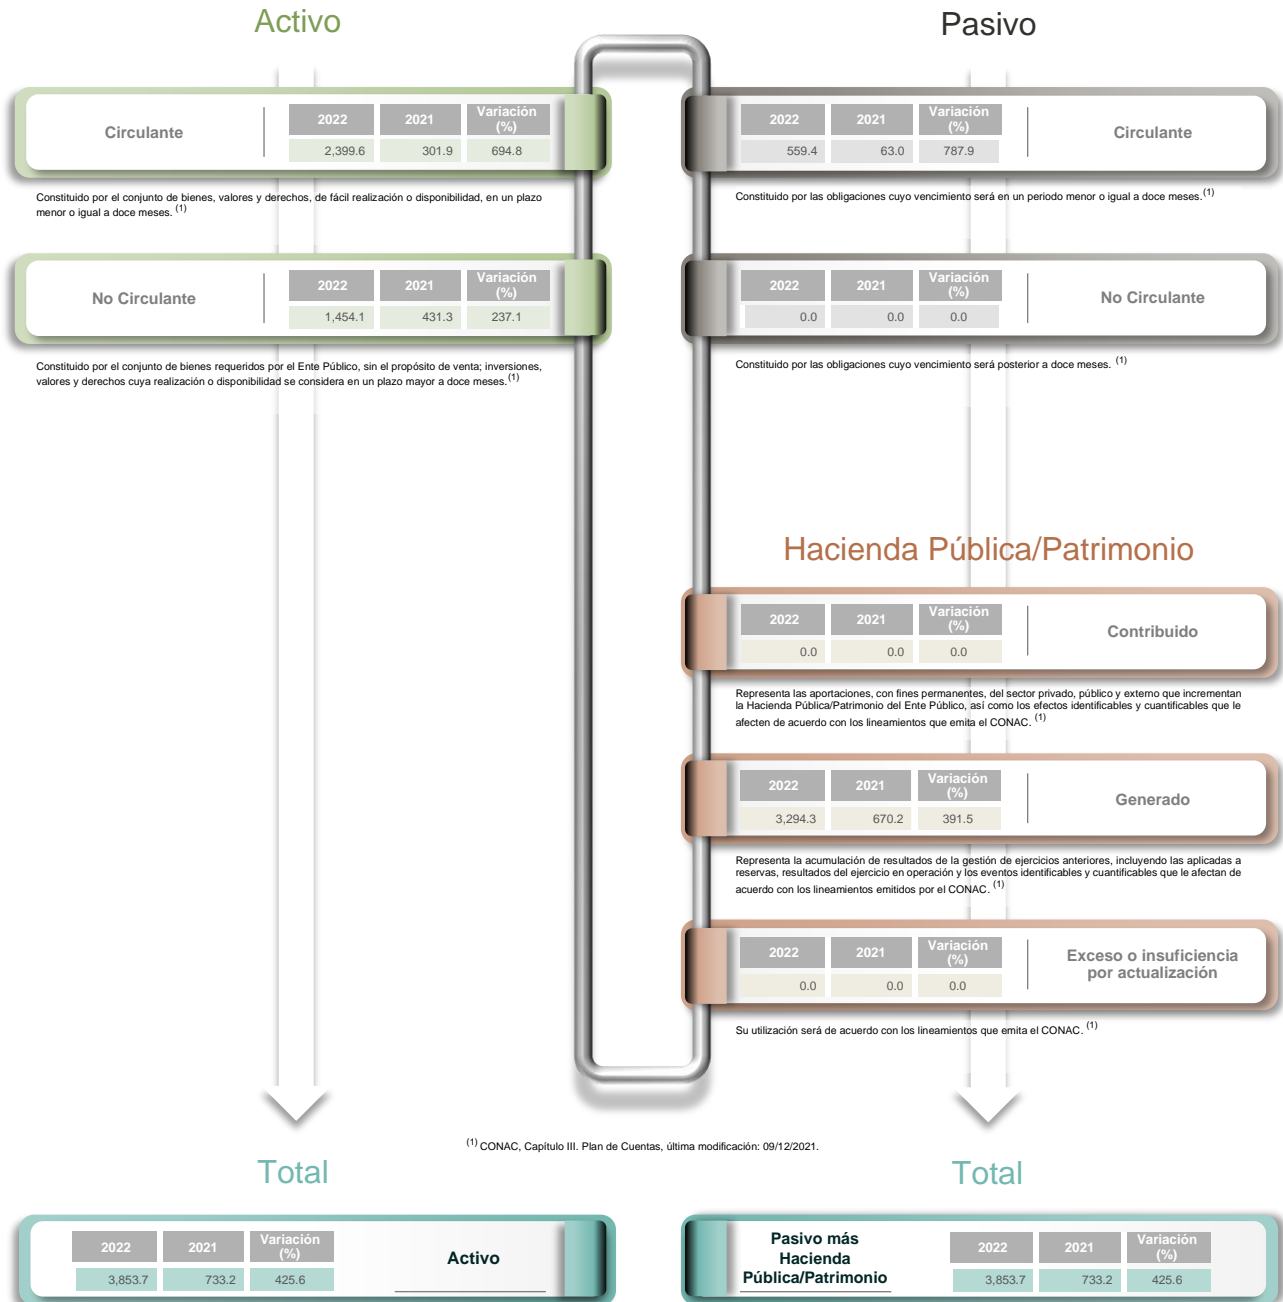 Activo
Circulante
2022 2021 Variación (%)
2,399.6 301.9 694.8
Constituido por el conjunto de bienes, valores y derechos, de fácil realización o disponibilidad, en un plazo
menor o igual a doce meses. (1)
No Circulante
2022 2021 Variación (%)
1,454.1 431.3 237.1
Constituido por el conjunto de bienes requeridos por el Ente Público, sin el propósito de venta; inversiones,
valores y derechos cuya realización o disponibilidad se considera en un plazo mayor a doce meses. (1)
Pasivo
2022 2021 Variación (%)
559.4 63.0 787.9
Circulante
Constituido por las obligaciones cuyo vencimiento será en un periodo menor o igual a doce meses. (1)
2022 2021 Variación (%)
0.0 0.0 0.0
No Circulante
Constituido por las obligaciones cuyo vencimiento será posterior a doce meses. (1)
Hacienda Pública/Patrimonio
2022 2021 Variación (%)
0.0 0.0 0.0
Contribuido
Representa las aportaciones, con fines permanentes, del sector privado, público y externo que incrementan
la Hacienda Pública/Patrimonio del Ente Público, así como los efectos identificables y cuantificables que le
afecten de acuerdo con los lineamientos que emita el CONAC. (1)
2022 2021 Variación (%)
3,294.3 670.2 391.5
Generado
Representa la acumulación de resultados de la gestión de ejercicios anteriores, incluyendo las aplicadas a
reservas, resultados del ejercicio en operación y los eventos identificables y cuantificables que le afectan de
acuerdo con los lineamientos emitidos por el CONAC. (1)
2022 2021 Variación (%)
0.0 0.0 0.0
Exceso o insuficiencia
por actualización
Su utilización será de acuerdo con los lineamientos que emita el CONAC. (1)
(1) CONAC, Capítulo III. Plan de Cuentas, última modificación: 09/12/2021.
Total
2022 2021 Variación (%)
3,853.7 733.2 425.6
Activo
Total
Pasivo más
Hacienda
Pública/Patrimonio
2022 2021 Variación (%)
3,853.7 733.2 425.6